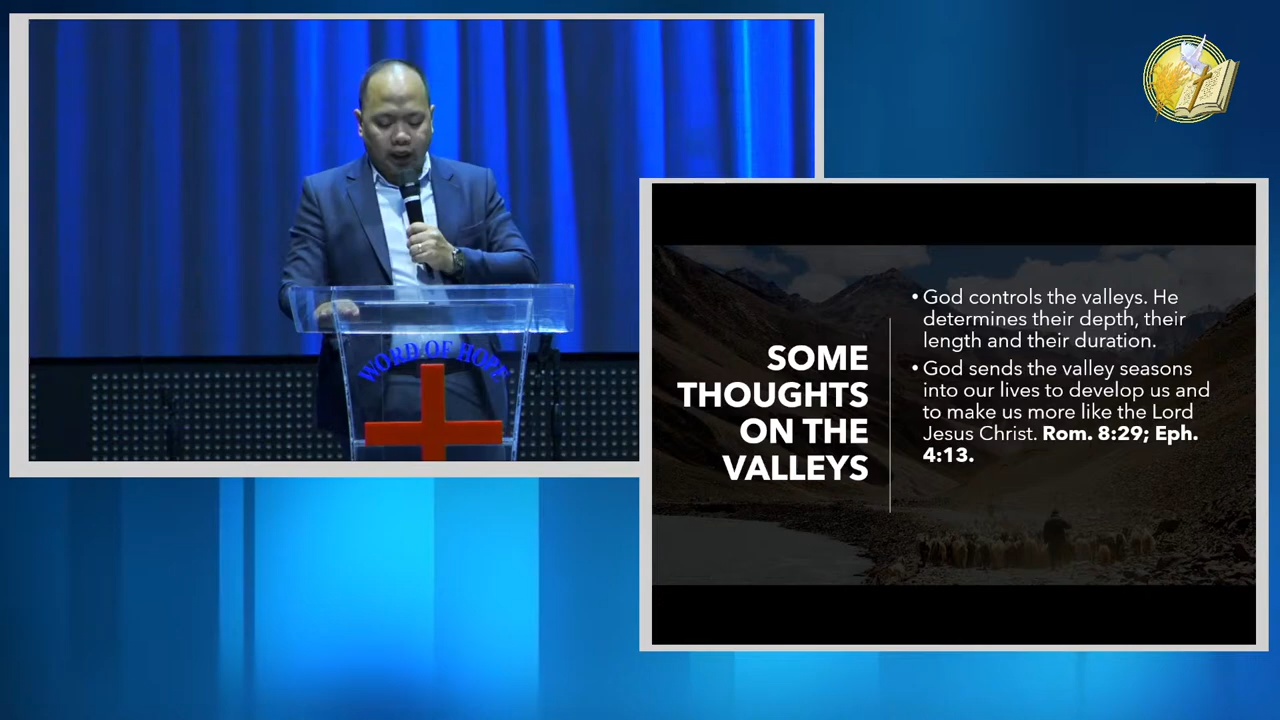 WORD OF HOPE
SOME
THOUGHTS
ON THE
VALLEYS
• God controls the valleys. He
determines their depth, their
length and their duration.
• God sends the valley seasons
into our lives to develop us and
to make us more like the Lord
Jesus Christ. Rom. 8:29; Eph.
4:13.